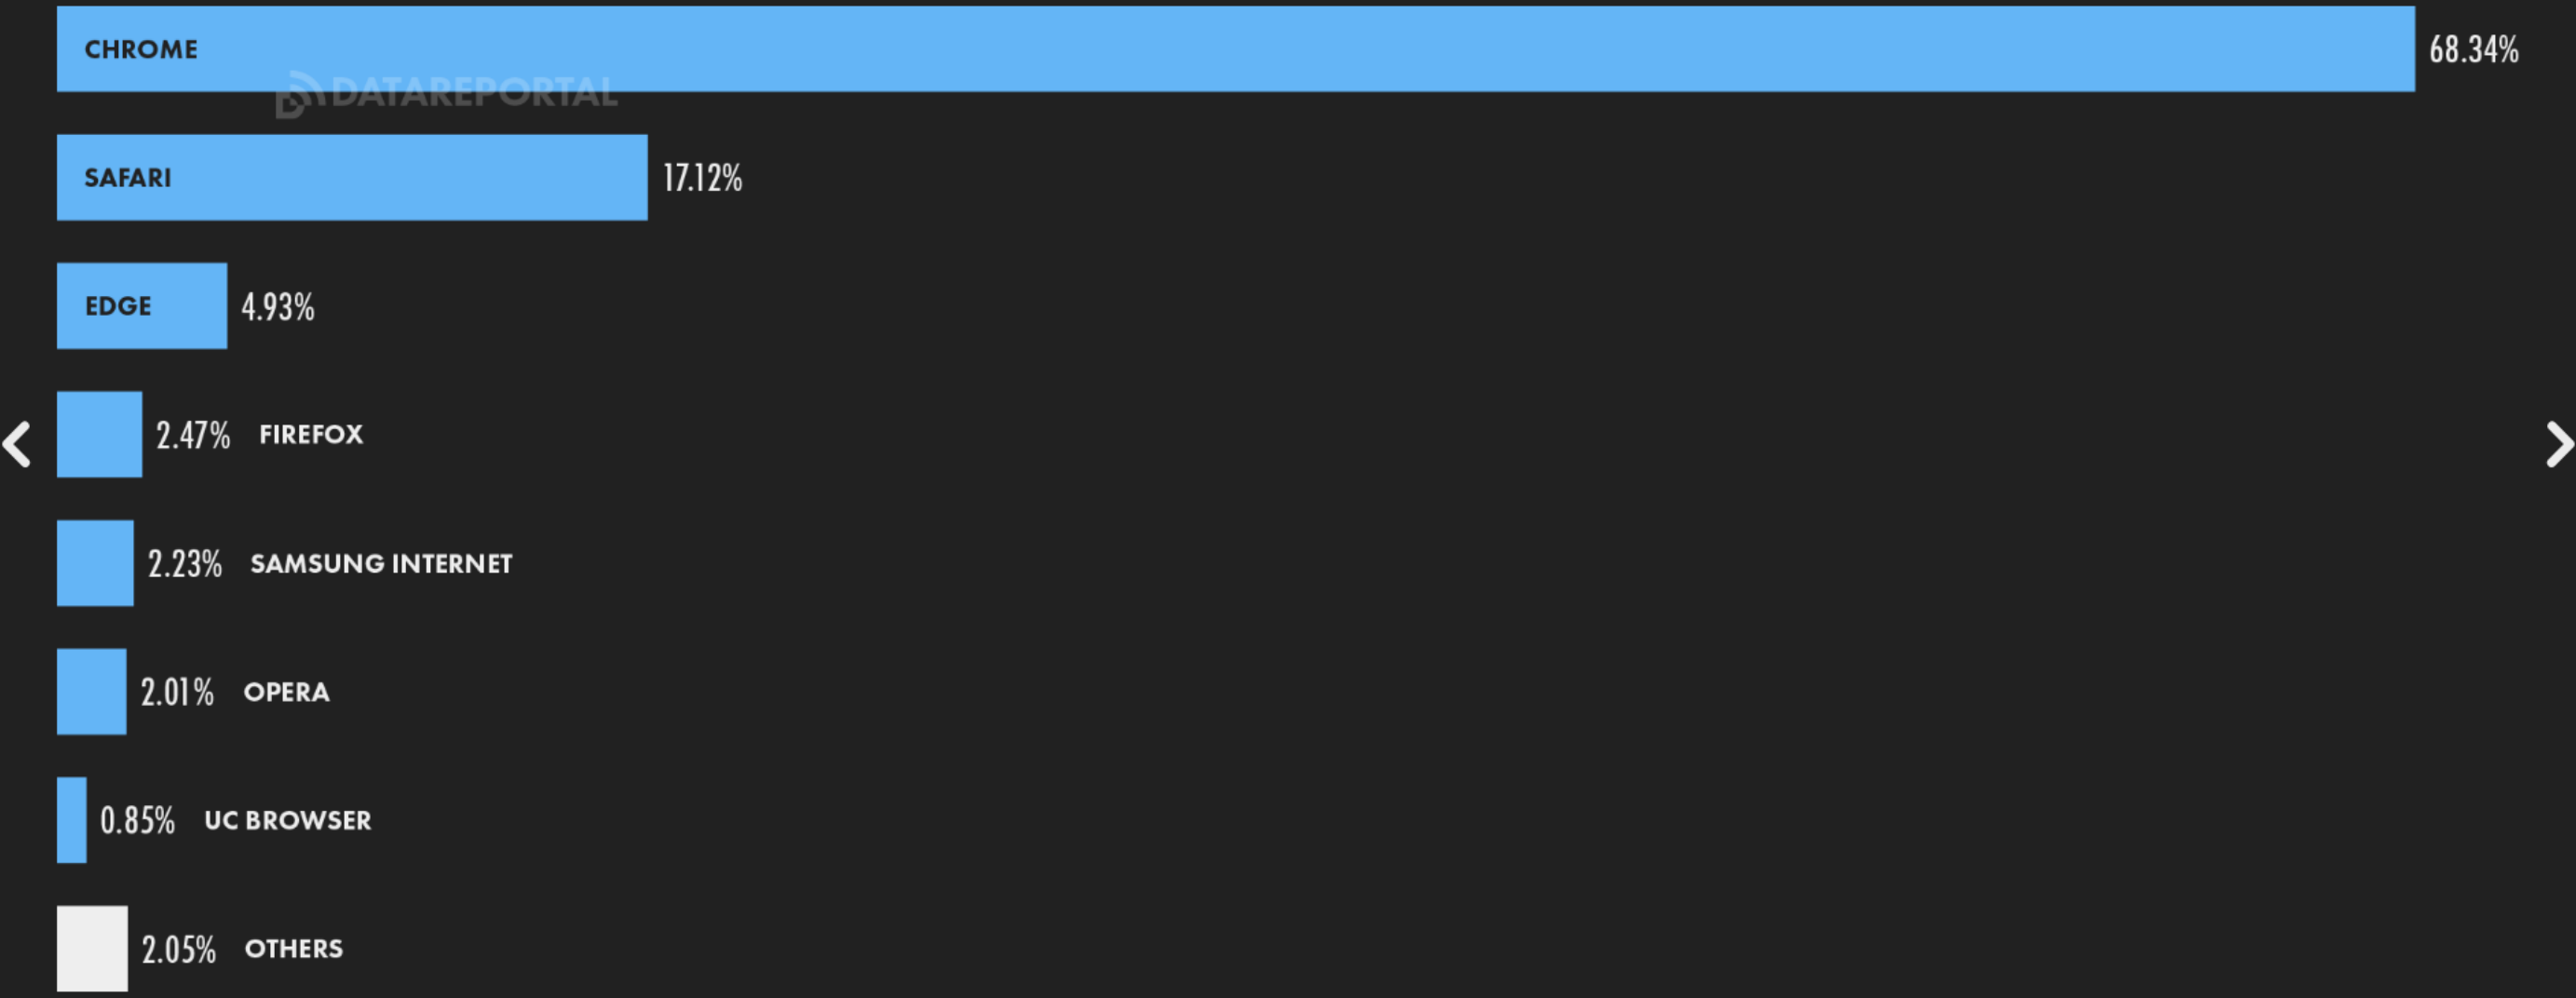 CHROME 68.34%
DATAREPORTAL
SAFARI 17.12%
EDGE 4.93%
2.47% FIREFOX
2.23% SAMSUNG INTERNET
2.01% OPERA
0.85% UC BROWSER
2.05% OTHERS